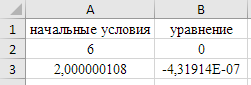 A B
1 начальные условия уравнение
2 6 0
3 2,000000108 -4,31914E-07